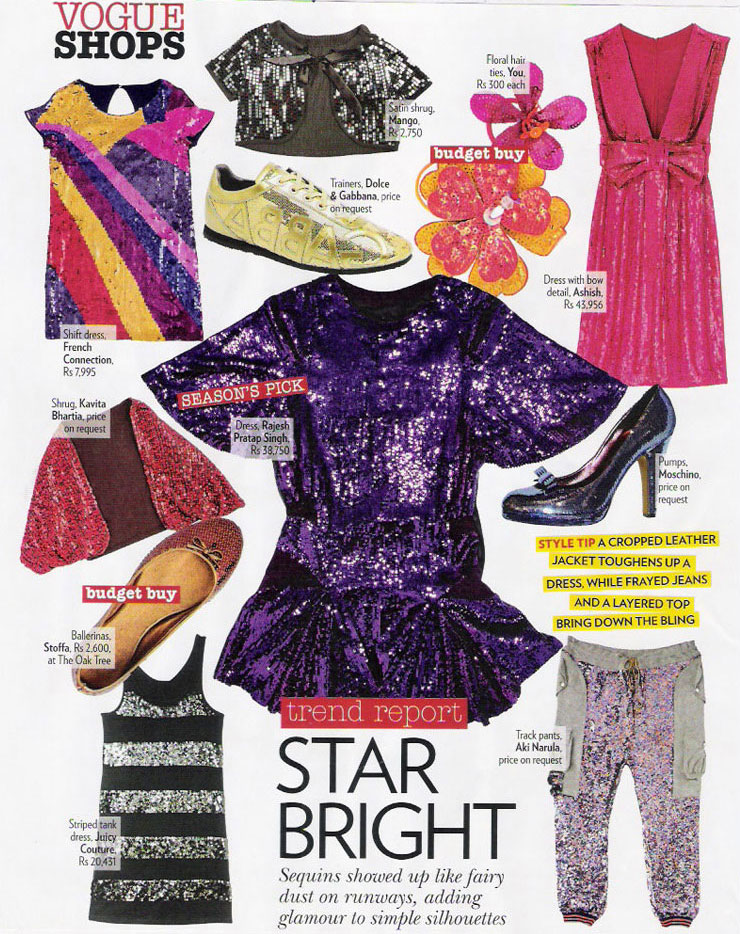 VOGUE
SHOPS
Satin shrug,
Mango,
Rs 2,750
Floral hair
ties, You,
Rs 300 each
budget buy
Trainers, Dolce
& Gabbana, price
on request
Dress with bow
detail, Ashish,
Rs 43,956
Shift dress,
French
Connection,
Rs 7,995
SEASON'S PICK
Dress, Rajesh
Pratap Singh,
Rs 38,750
Shrug, Kavita
Bhartia, price
on request
Pumps,
Moschino,
price on
request
STYLE TIP A CROPPED LEATHER
JACKET TOUGHENS UP A
DRESS, WHILE FRAYED JEANS
AND A LAYERED TOP
BRING DOWN THE BLING
budget buy
Ballerinas,
Stoffa, Rs 2,600,
at The Oak Tree
trend report
STAR
BRIGHT
Sequins showed up like fairy
dust on runways, adding
glamour to simple silhouettes
Track pants,
Aki Narula,
price on request
Striped tank
dress, Juicy
Couture,
Rs 20,431